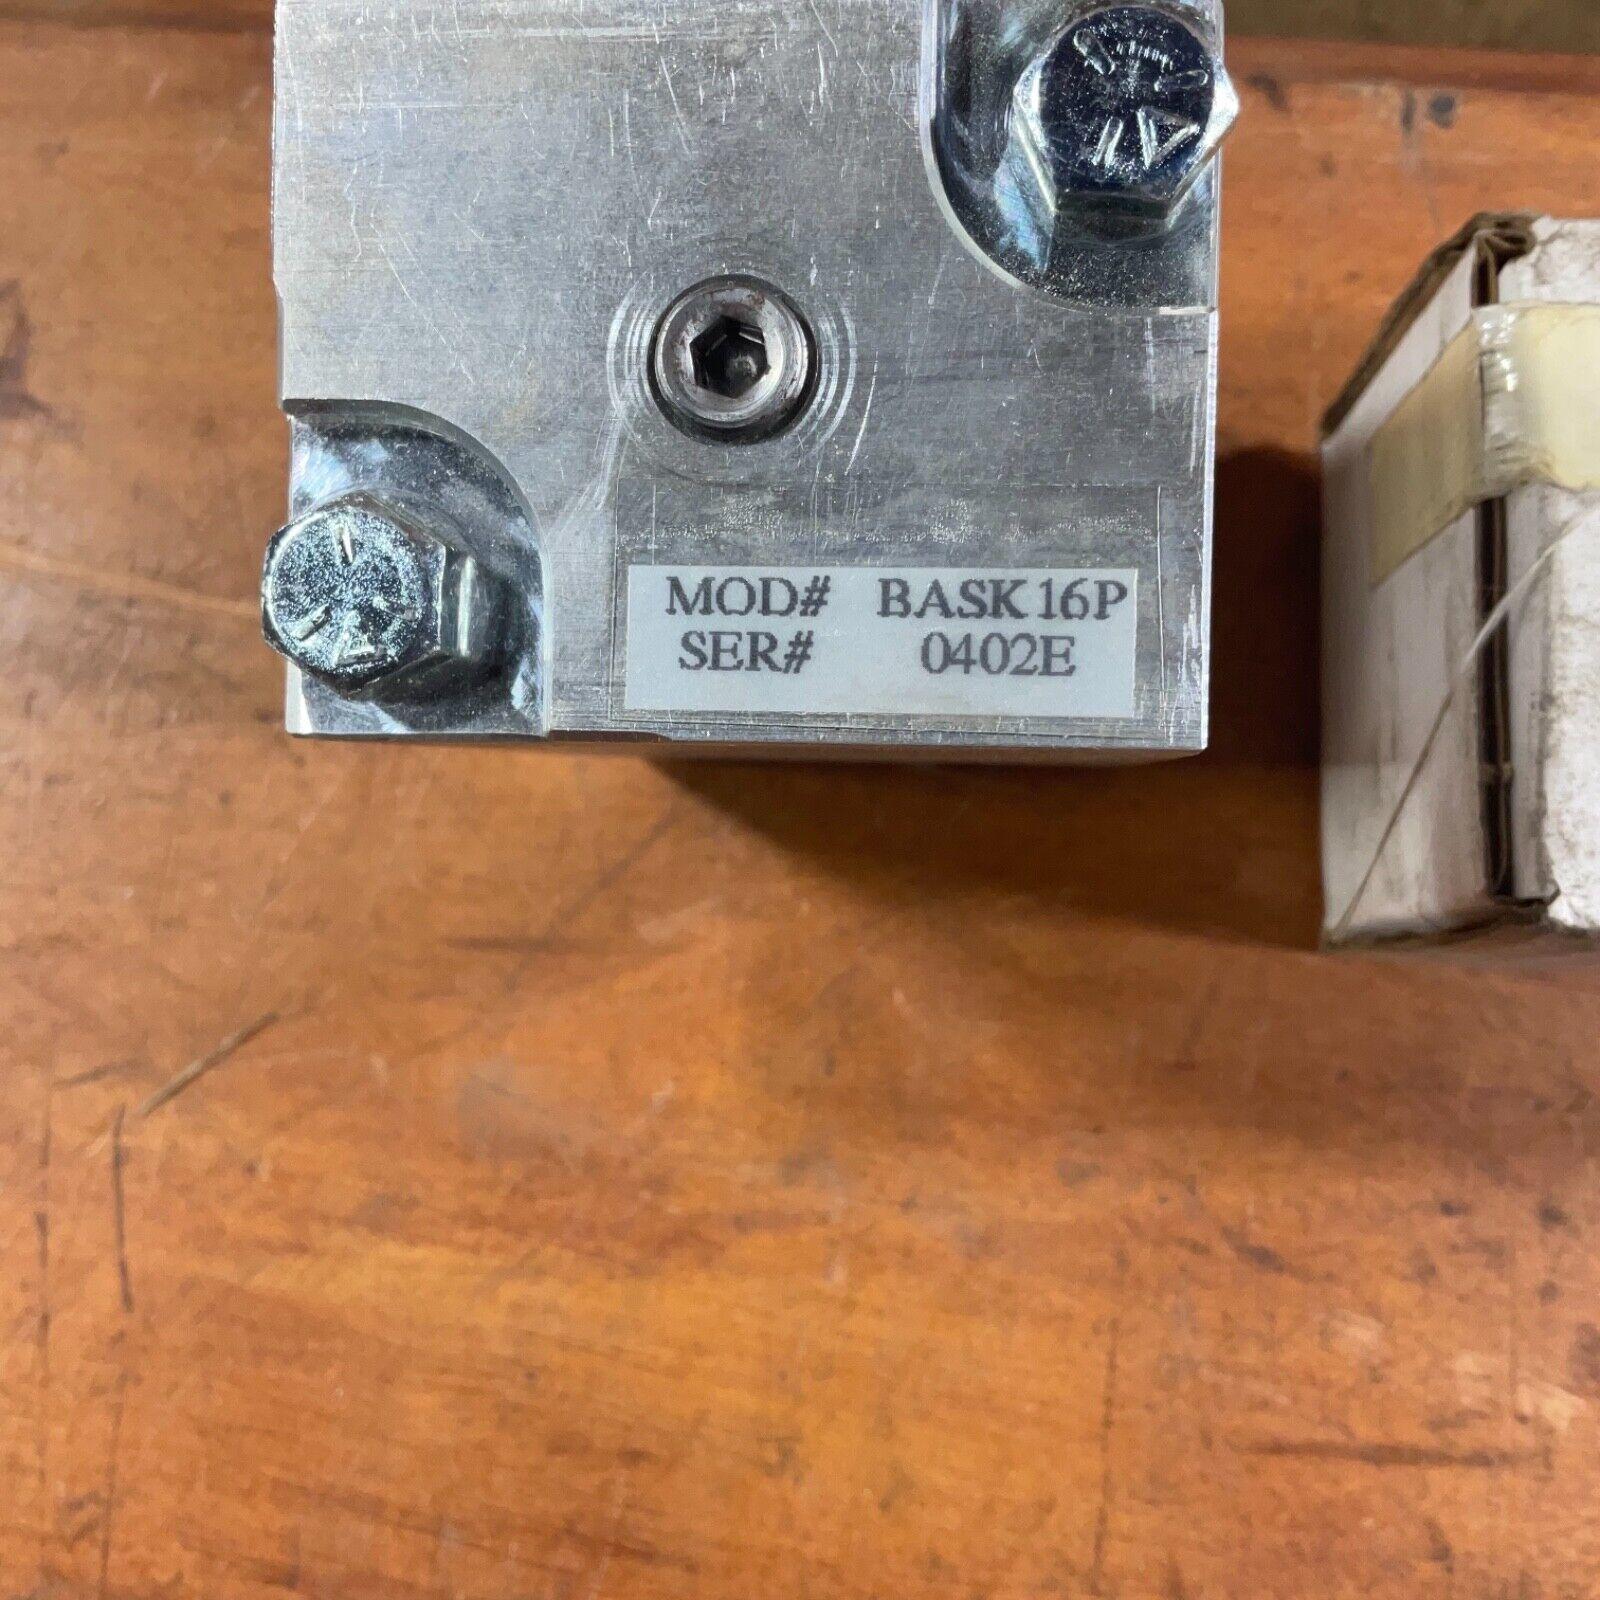 MOD# BASK16P
SER# 0402E